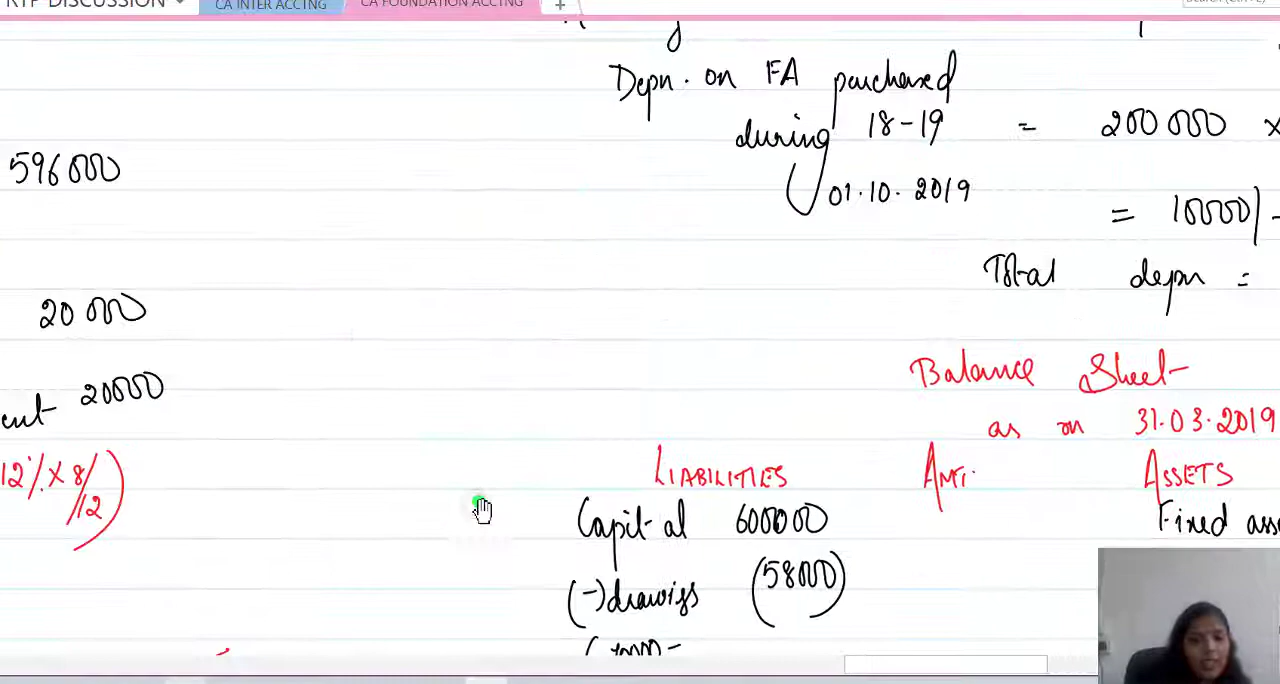 RTP DISCUSSION CA INTER ACCTNG CA FOUNDATION ACCTNG +
Depn. on FA purchased
during 18-19 = 200000 x
596000
01.10.2019
= 10000/-
Total depn =
20000
Balance Sheet
20000
as on 31.03.2019
12% X 8/12)
LIABILITIES Amt. ASSETS
Capital 600000 Fixed ass
(-) drawigs (58000)